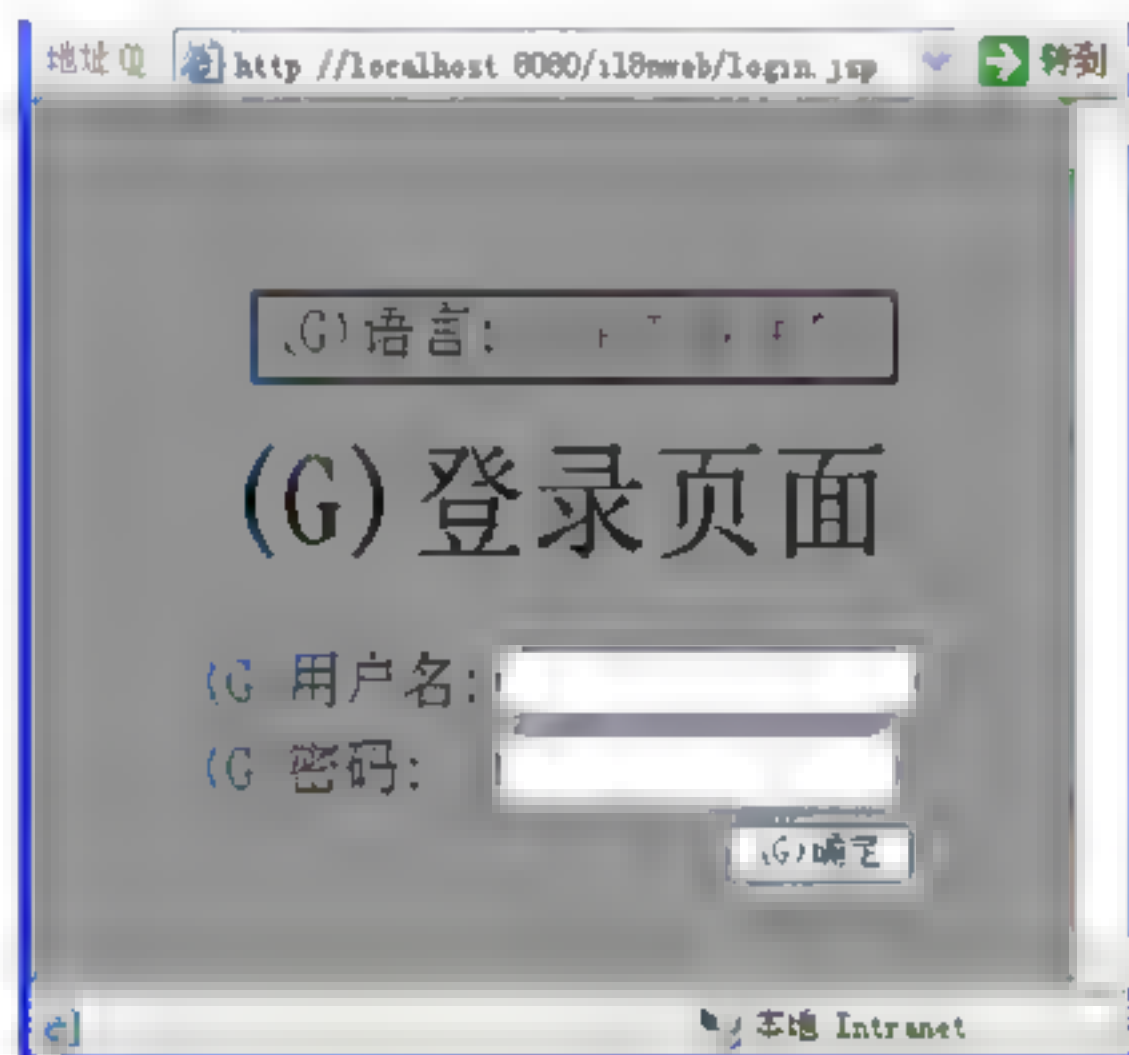 地址 http://localhost 8080/i18nweb/login.jsp 转到
(G)语言:
(G)登录页面
(G 用户名:
(G 密码:
(G)确定
本地 Intranet